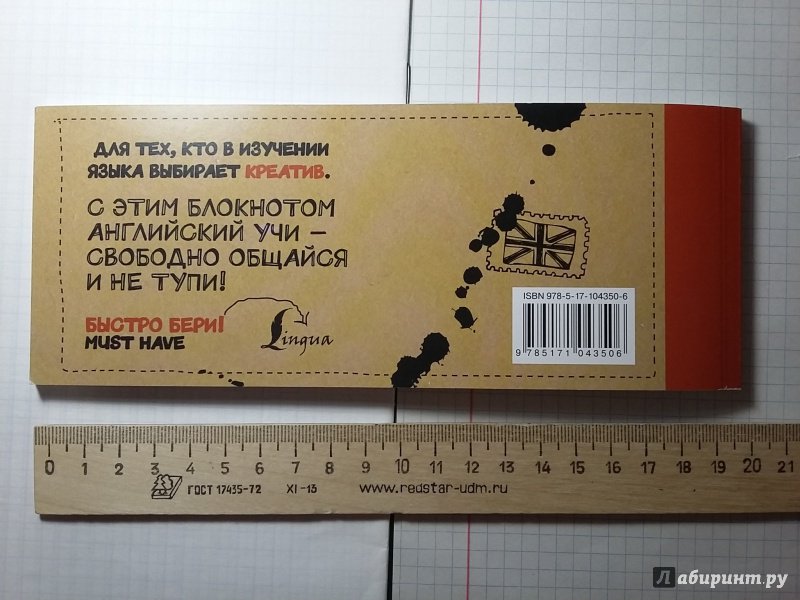 ДЛЯ ТЕХ, КТО В ИЗУЧЕНИИ
ЯЗЫКА ВЫБИРАЕТ КРЕАТИВ.
С ЭТИМ БЛОКНОТОМ
АНГЛИЙСКИЙ УЧИ –
СВОБОДНО ОБЩАЙСЯ
И НЕ ТУПИ!
БЫСТРО БЕРИ!
MUST HAVE
Lingua
ISBN 978-5-17-104350-6
9 785171 043506
0 1 2 3 4 5 6 7 8 9 10 11 12 13 14 15 16 17 18 19 20 21
ГОСТ 17435-72 XI-13 www.redstar-udm.ru
Лабиринт.ру